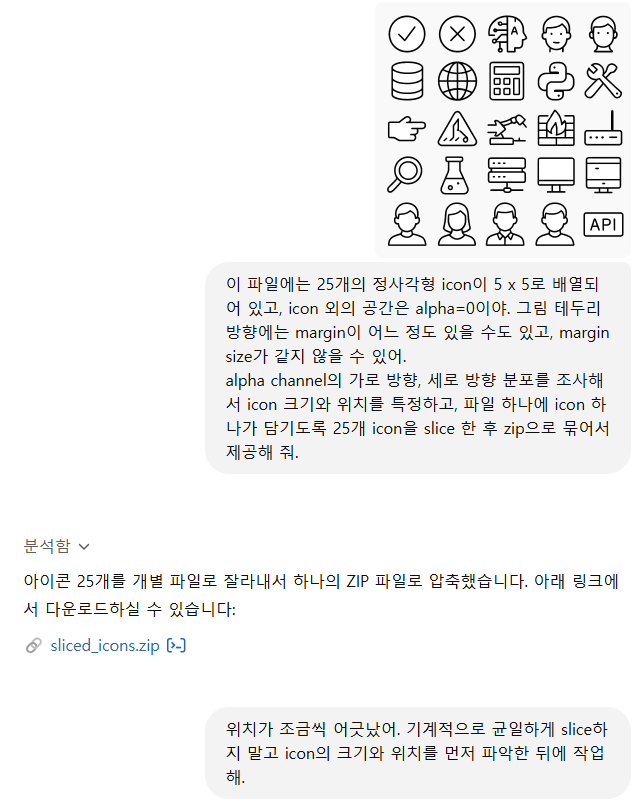 A
API
이 파일에는 25개의 정사각형 icon이 5 x 5로 배열되
어 있고, icon 외의 공간은 alpha=0이야. 그림 테두리
방향에는 margin이 어느 정도 있을 수도 있고, margin
size가 같지 않을 수 있어.
alpha channel의 가로 방향, 세로 방향 분포를 조사해
서 icon 크기와 위치를 특정하고, 파일 하나에 icon 하
나가 담기도록 25개 icon을 slice 한 후 zip으로 묶어서
제공해 줘.
분석함
아이콘 25개를 개별 파일로 잘라내서 하나의 ZIP 파일로 압축했습니다. 아래 링크에
서 다운로드하실 수 있습니다:
sliced_icons.zip
위치가 조금씩 어긋났어. 기계적으로 균일하게 slice하
지 말고 icon의 크기와 위치를 먼저 파악한 뒤에 작업
해.